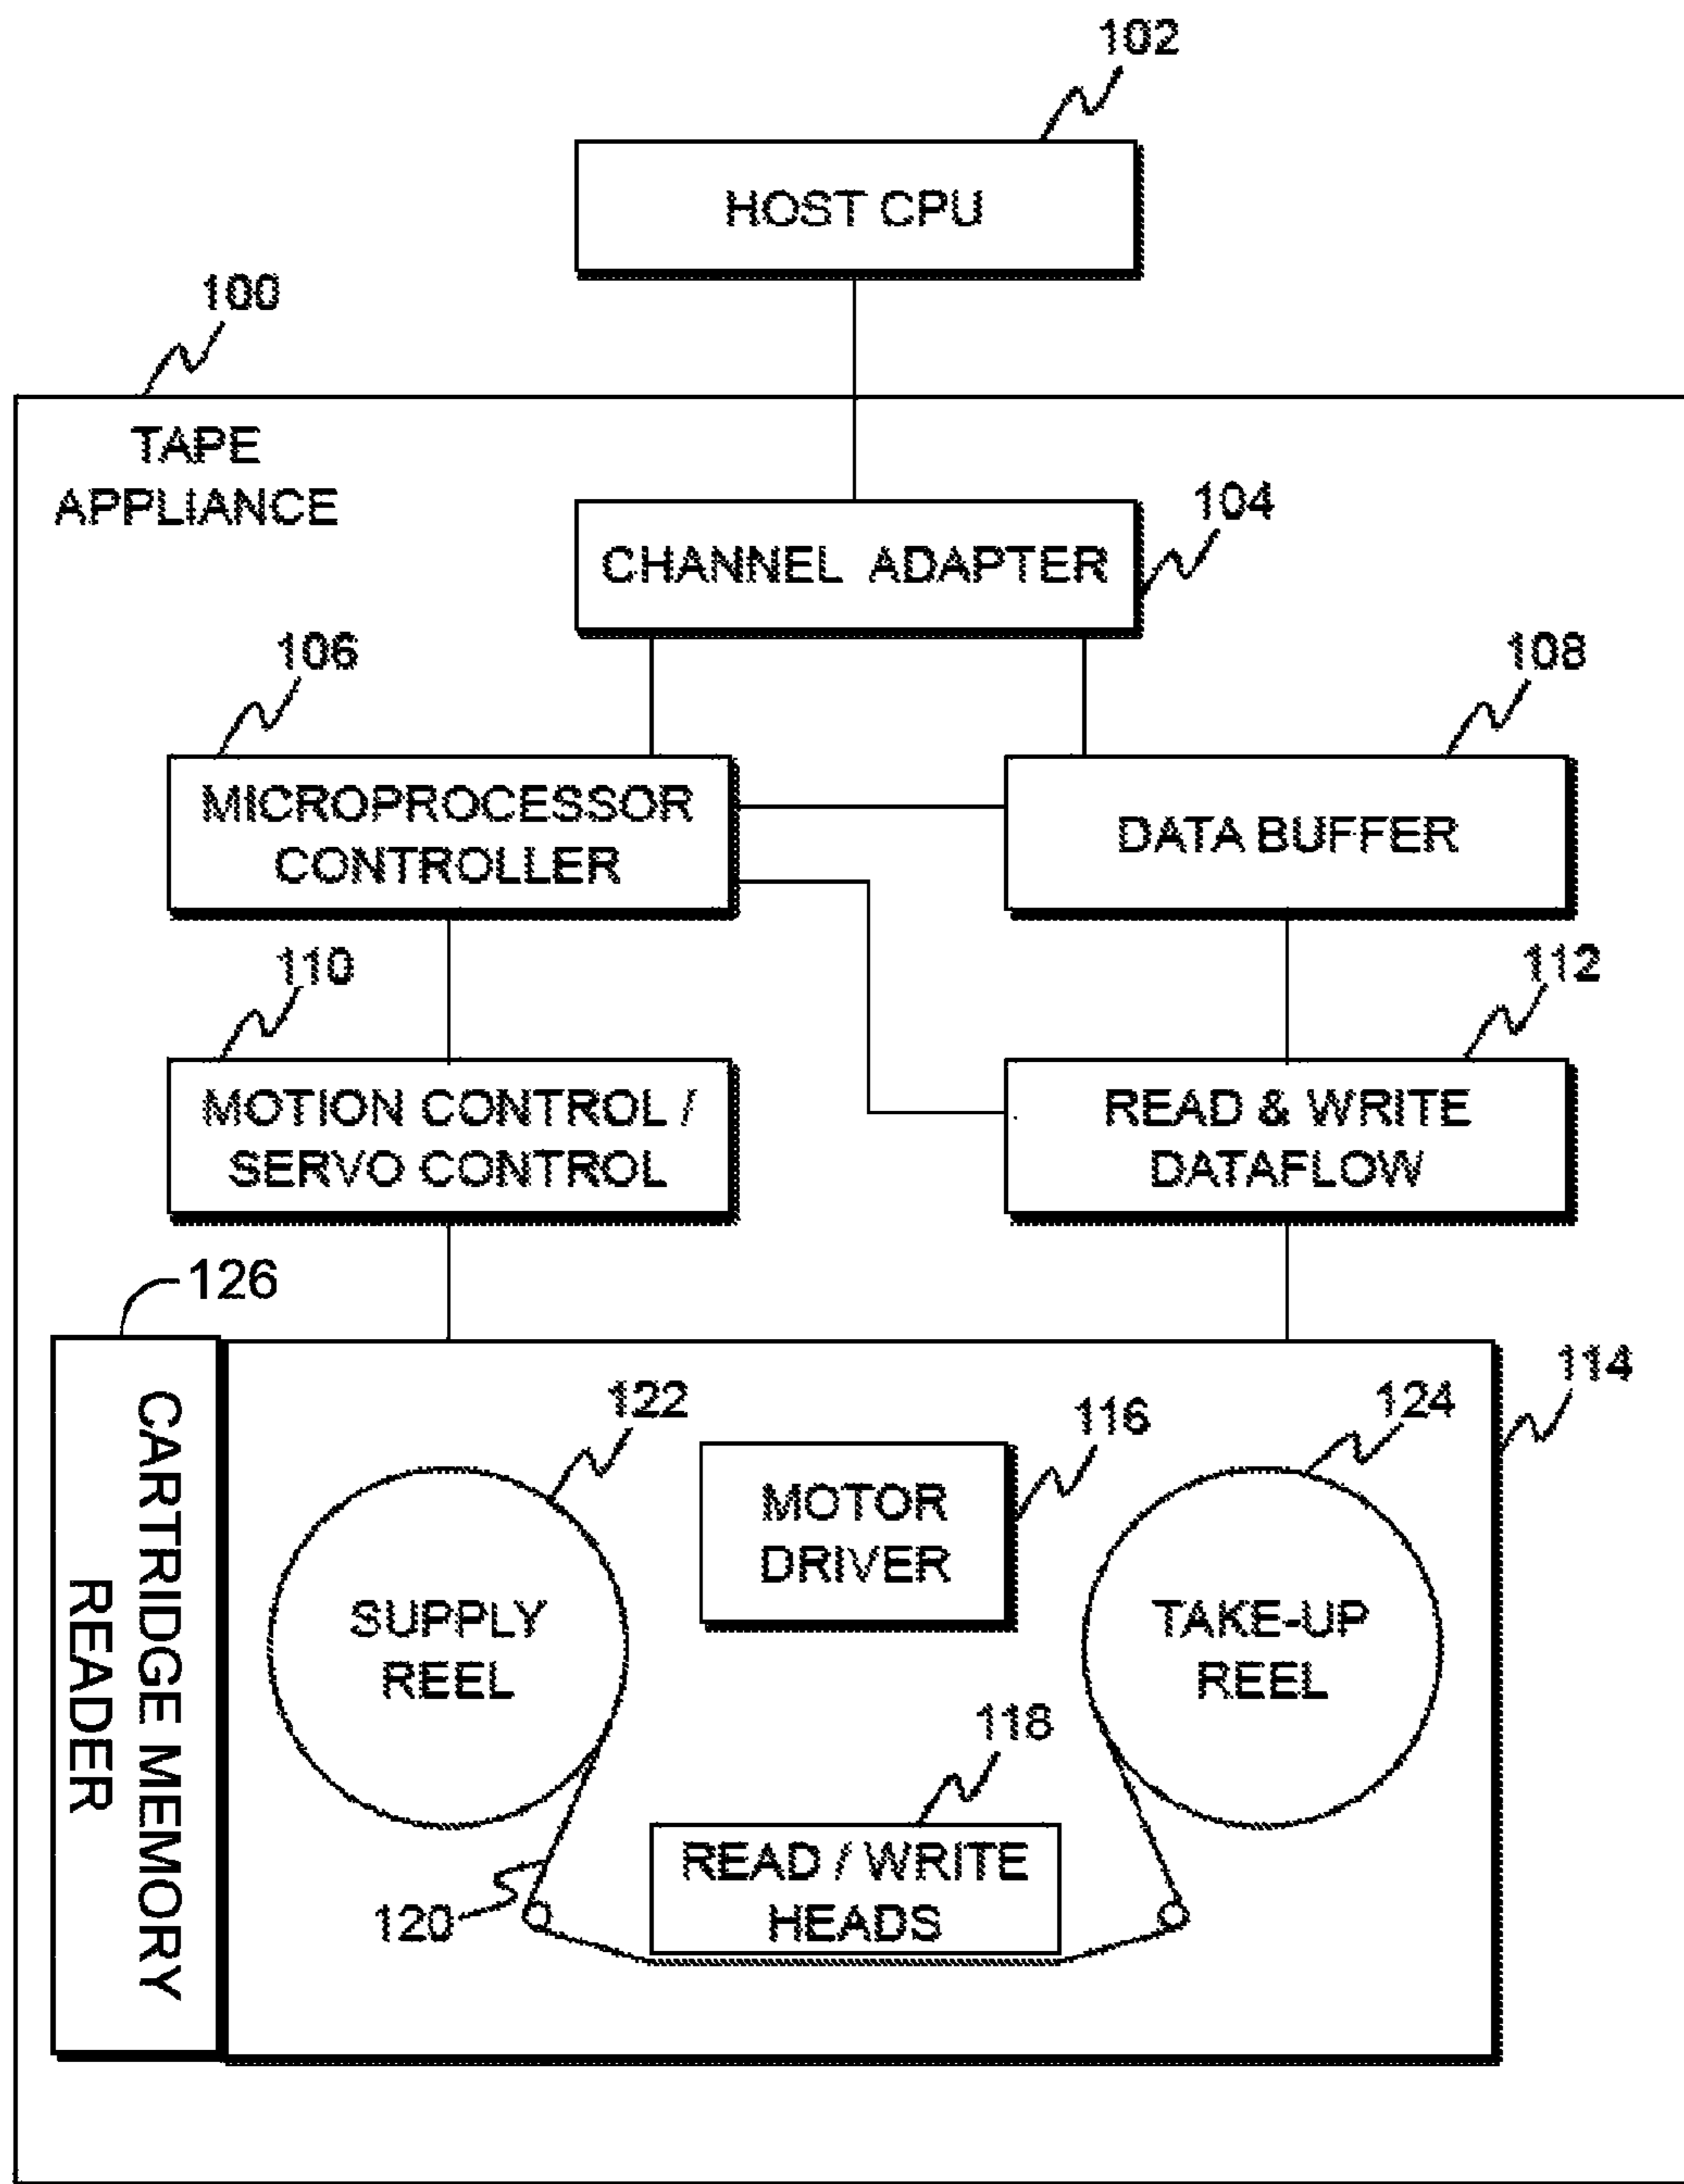 102
HOST CPU
100
TAPE
APPLIANCE
104
CHANNEL ADAPTER
106
108
MICROPROCESSOR
CONTROLLER
DATA BUFFER
110
112
MOTION CONTROL /
SERVO CONTROL
READ & WRITE
DATAFLOW
126
CARTRIDGE MEMORY
READER
114
122
116
124
MOTOR
DRIVER
SUPPLY
REEL
TAKE-UP
REEL
118
READ / WRITE
HEADS
120